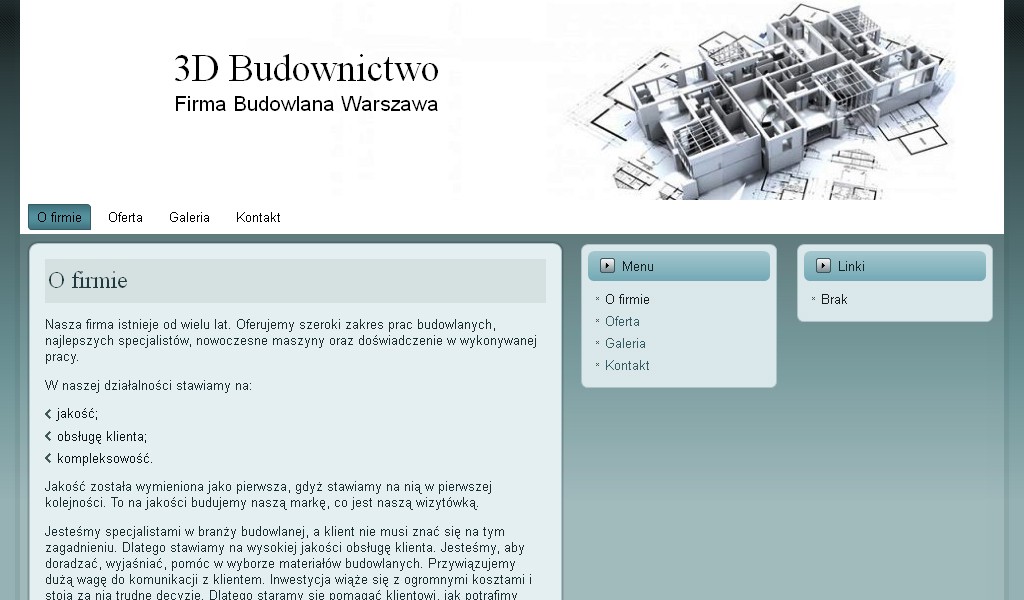 3D Budownictwo
Firma Budowlana Warszawa
O firmie
Oferta
Galeria
Kontakt
O firmie
Nasza firma istnieje od wielu lat. Oferujemy szeroki zakres prac budowlanych,
najlepszych specjalistów, nowoczesne maszyny oraz doświadczenie w wykonywanej
pracy.
W naszej działalności stawiamy na:
jakość;
obsługę klienta;
kompleksowość.
Jakość została wymieniona jako pierwsza, gdyż stawiamy na nią w pierwszej
kolejności. To na jakości budujemy naszą markę, co jest naszą wizytówką.
Jesteśmy specjalistami w branży budowlanej, a klient nie musi znać się na tym
zagadnieniu. Dlatego stawiamy na wysokiej jakości obsługę klienta. Jesteśmy, aby
doradzać, wyjaśniać, pomóc w wyborze materiałów budowlanych. Przywiązujemy
dużą wagę do komunikacji z klientem. Inwestycja wiąże się z ogromnymi kosztami i
stoją za nią trudne decyzje. Dlatego staramy się pomagać klientowi, jak potrafimy
Menu
O firmie
Oferta
Galeria
Kontakt
Linki
Brak